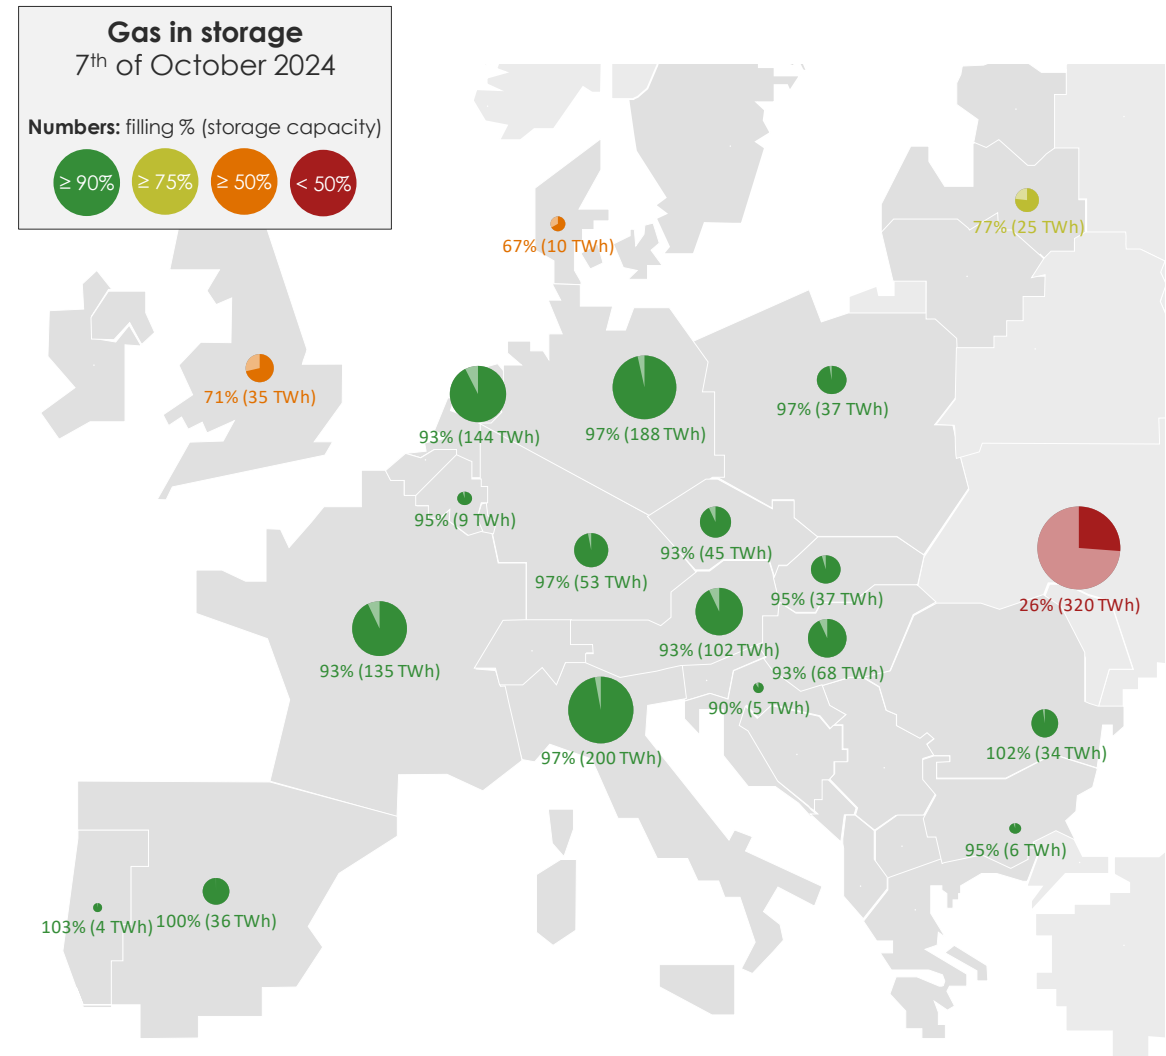 Gas in storage
7th of October 2024
Numbers: filling % (storage capacity)
≥ 90% ≥ 75% ≥ 50% < 50%
77% (25 TWh)
67% (10 TWh)
71% (35 TWh)
93% (144 TWh)
97% (188 TWh)
97% (37 TWh)
95% (9 TWh)
93% (45 TWh)
97% (53 TWh)
95% (37 TWh)
26% (320 TWh)
93% (135 TWh)
93% (102 TWh)
93% (68 TWh)
90% (5 TWh)
97% (200 TWh)
102% (34 TWh)
95% (6 TWh)
103% (4 TWh)
100% (36 TWh)